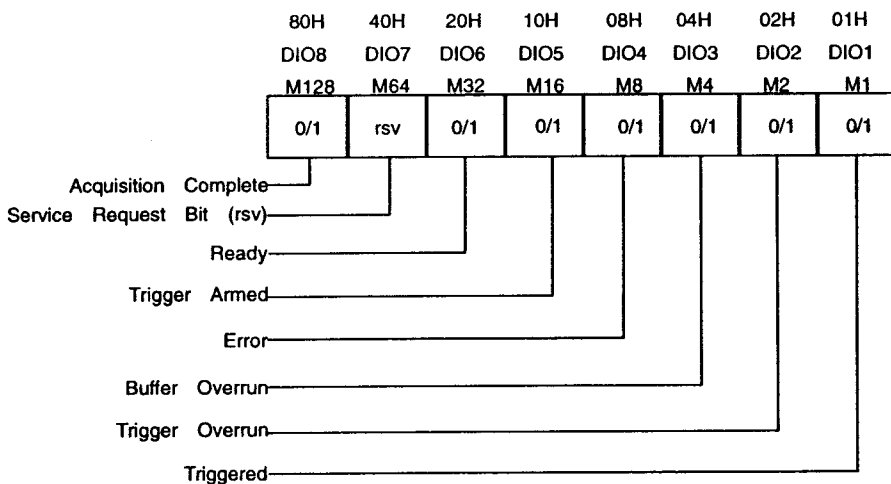 80H 40H 20H 10H 08H 04H 02H 01H
DIO8 DIO7 DIO6 DIO5 DIO4 DIO3 DIO2 DIO1
M128 M64 M32 M16 M8 M4 M2 M1
0/1 rsv 0/1 0/1 0/1 0/1 0/1 0/1
Acquisition Complete
Service Request Bit (rsv)
Ready
Trigger Armed
Error
Buffer Overrun
Trigger Overrun
Triggered